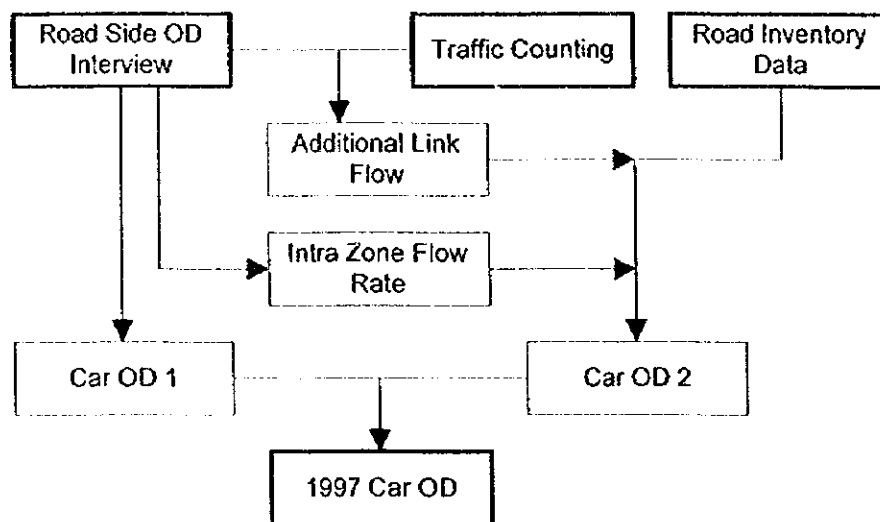 Road Side OD
Interview
Traffic Counting
Road Inventory
Data
Additional Link
Flow
Intra Zone Flow
Rate
Car OD 1
Car OD 2
1997 Car OD